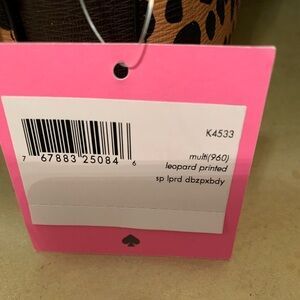 K4533
7 67883 25084 6
multi(960)
leopard printed
sp lprd dbzpxbdy